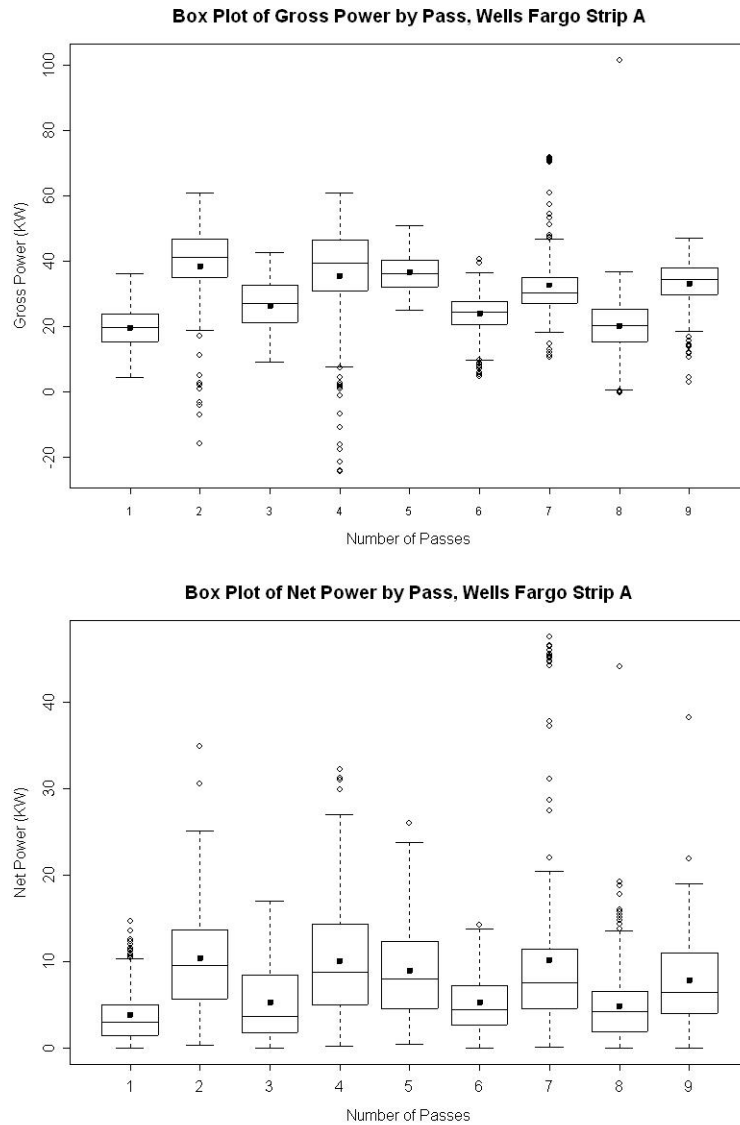 Box Plot of Gross Power by Pass, Wells Fargo Strip A
100
80
60
40
20
0
-20
Gross Power (KW)
1 2 3 4 5 6 7 8 9
Number of Passes
Box Plot of Net Power by Pass, Wells Fargo Strip A
40
30
20
10
0
Net Power (KW)
1 2 3 4 5 6 7 8 9
Number of Passes